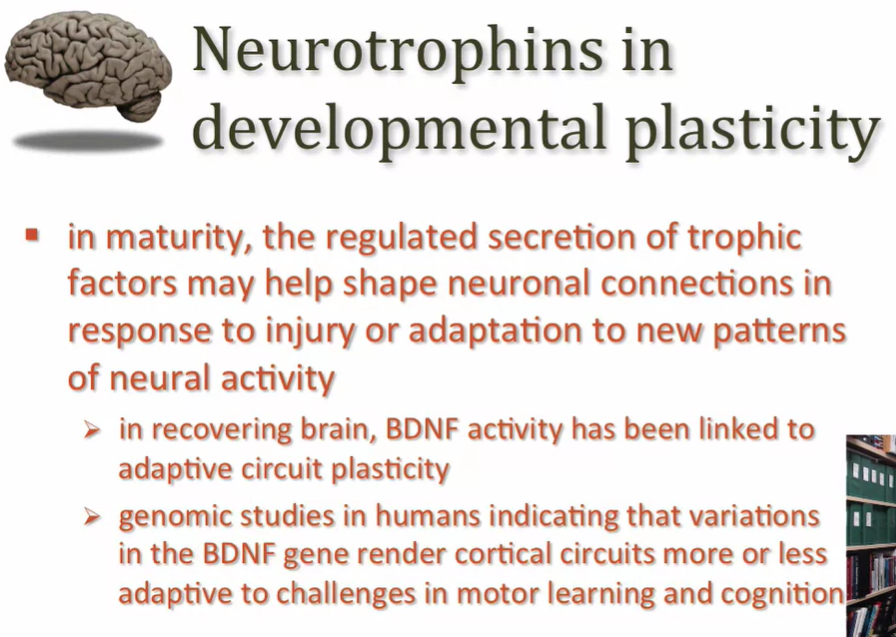 Neurotrophins in
developmental plasticity
▪ in maturity, the regulated secretion of trophic
factors may help shape neuronal connections in
response to injury or adaptation to new patterns
of neural activity
➢ in recovering brain, BDNF activity has been linked to
adaptive circuit plasticity
➢ genomic studies in humans indicating that variations
in the BDNF gene render cortical circuits more or less
adaptive to challenges in motor learning and cognition